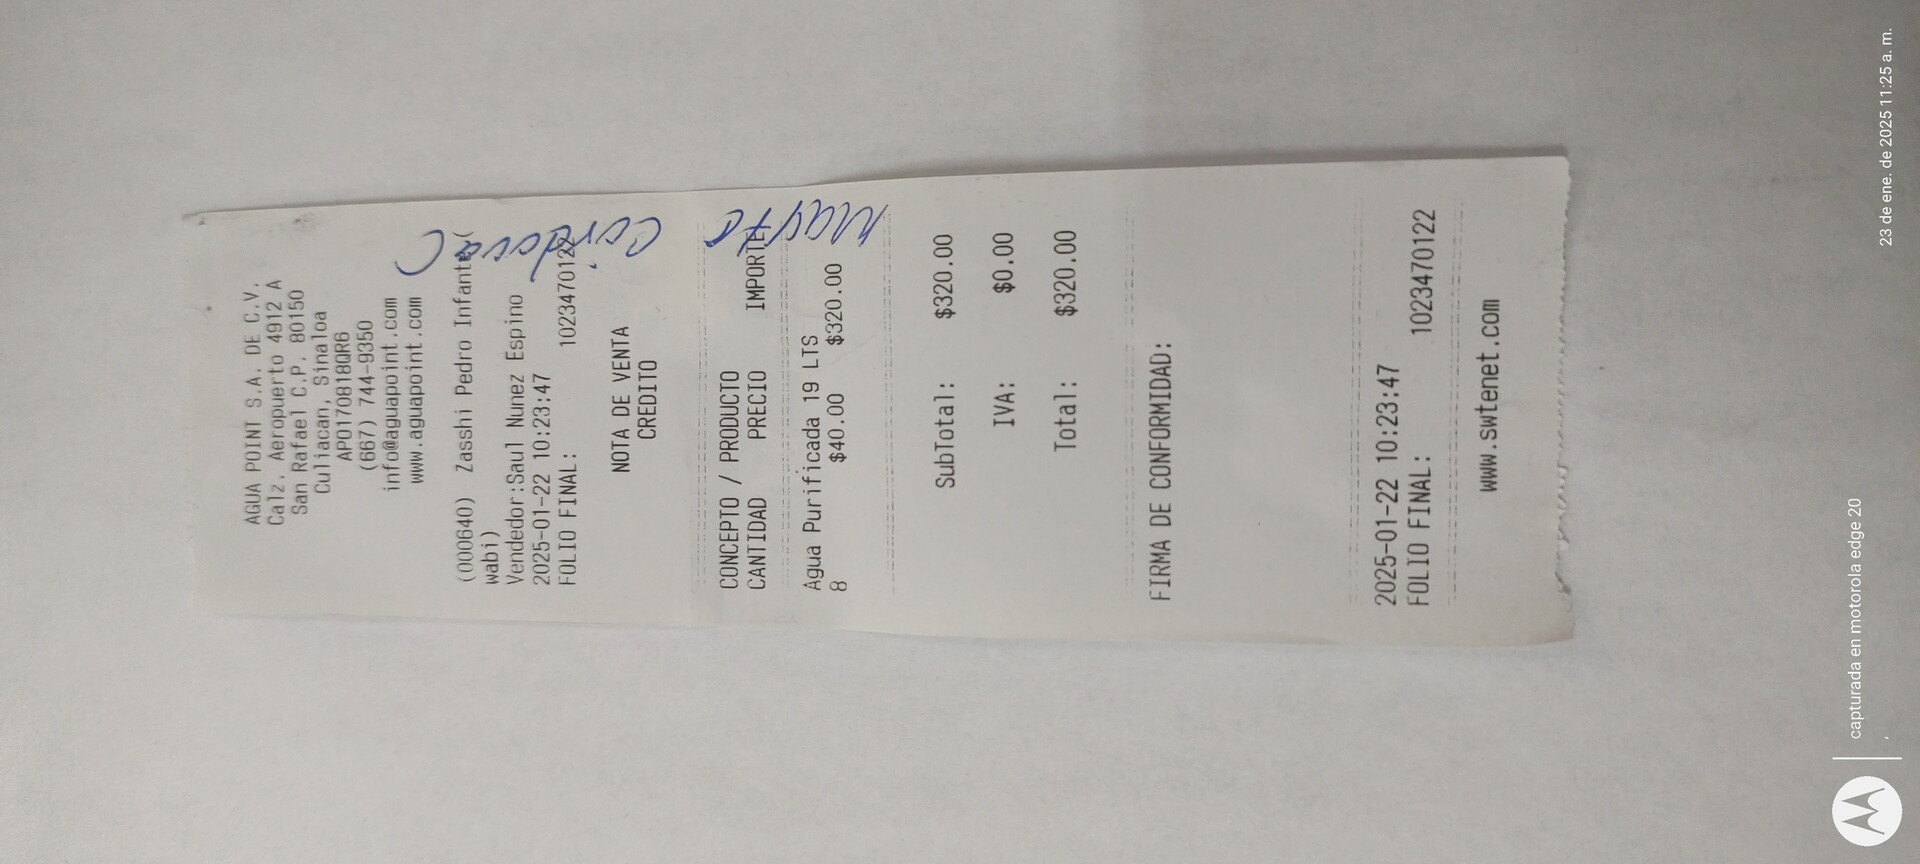 AGUA POINT S.A. DE C.V.
Calz. Aeropuerto 4912 A
San Rafael C.P. 80150
Culiacan, Sinaloa
APO170818QR6
(667) 744-9350
info@aguapoint.com
www.aguapoint.com
(000640) Zasshi Pedro Infante(
wabi)
Vendedor:Saul Nunez Espino
2025-01-22 10:23:47
FOLIO FINAL: 1023470122
NOTA DE VENTA
CREDITO
CONCEPTO / PRODUCTO
CANTIDAD PRECIO IMPORTE
Agua Purificada 19 LTS
8 $40.00 $320.00
SubTotal: $320.00
IVA: $0.00
Total: $320.00
FIRMA DE CONFORMIDAD:
2025-01-22 10:23:47
FOLIO FINAL: 1023470122
www.swtenet.com
Cordova C
capturada en motorola edge 20
23 de ene. de 2025 11:25 a. m.